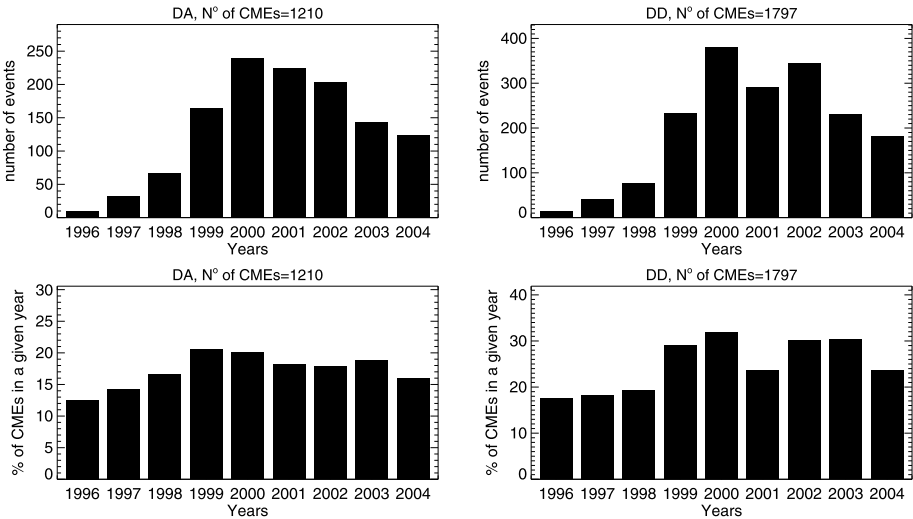 DA, Nº of CMEs=1210
number of events
250
200
150
100
50
0
1996 1997 1998 1999 2000 2001 2002 2003 2004
Years
DD, Nº of CMEs=1797
number of events
400
300
200
100
0
1996 1997 1998 1999 2000 2001 2002 2003 2004
Years
DA, Nº of CMEs=1210
% of CMEs in a given year
30
25
20
15
10
5
0
1996 1997 1998 1999 2000 2001 2002 2003 2004
Years
DD, Nº of CMEs=1797
% of CMEs in a given year
40
30
20
10
0
1996 1997 1998 1999 2000 2001 2002 2003 2004
Years